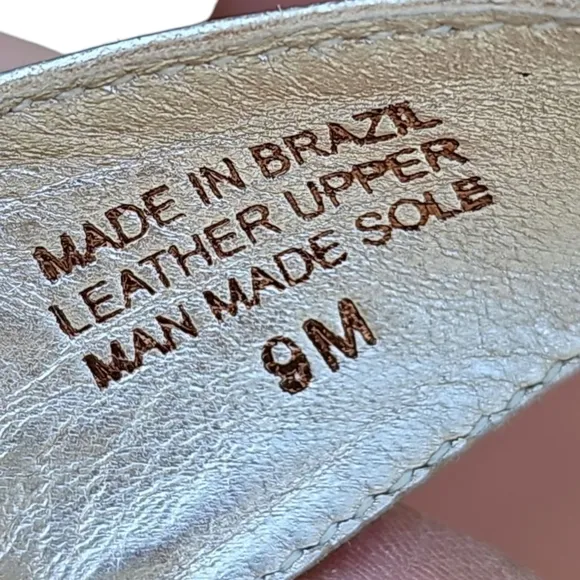 MADE IN BRAZIL
LEATHER UPPER
MAN MADE SOLE
9M